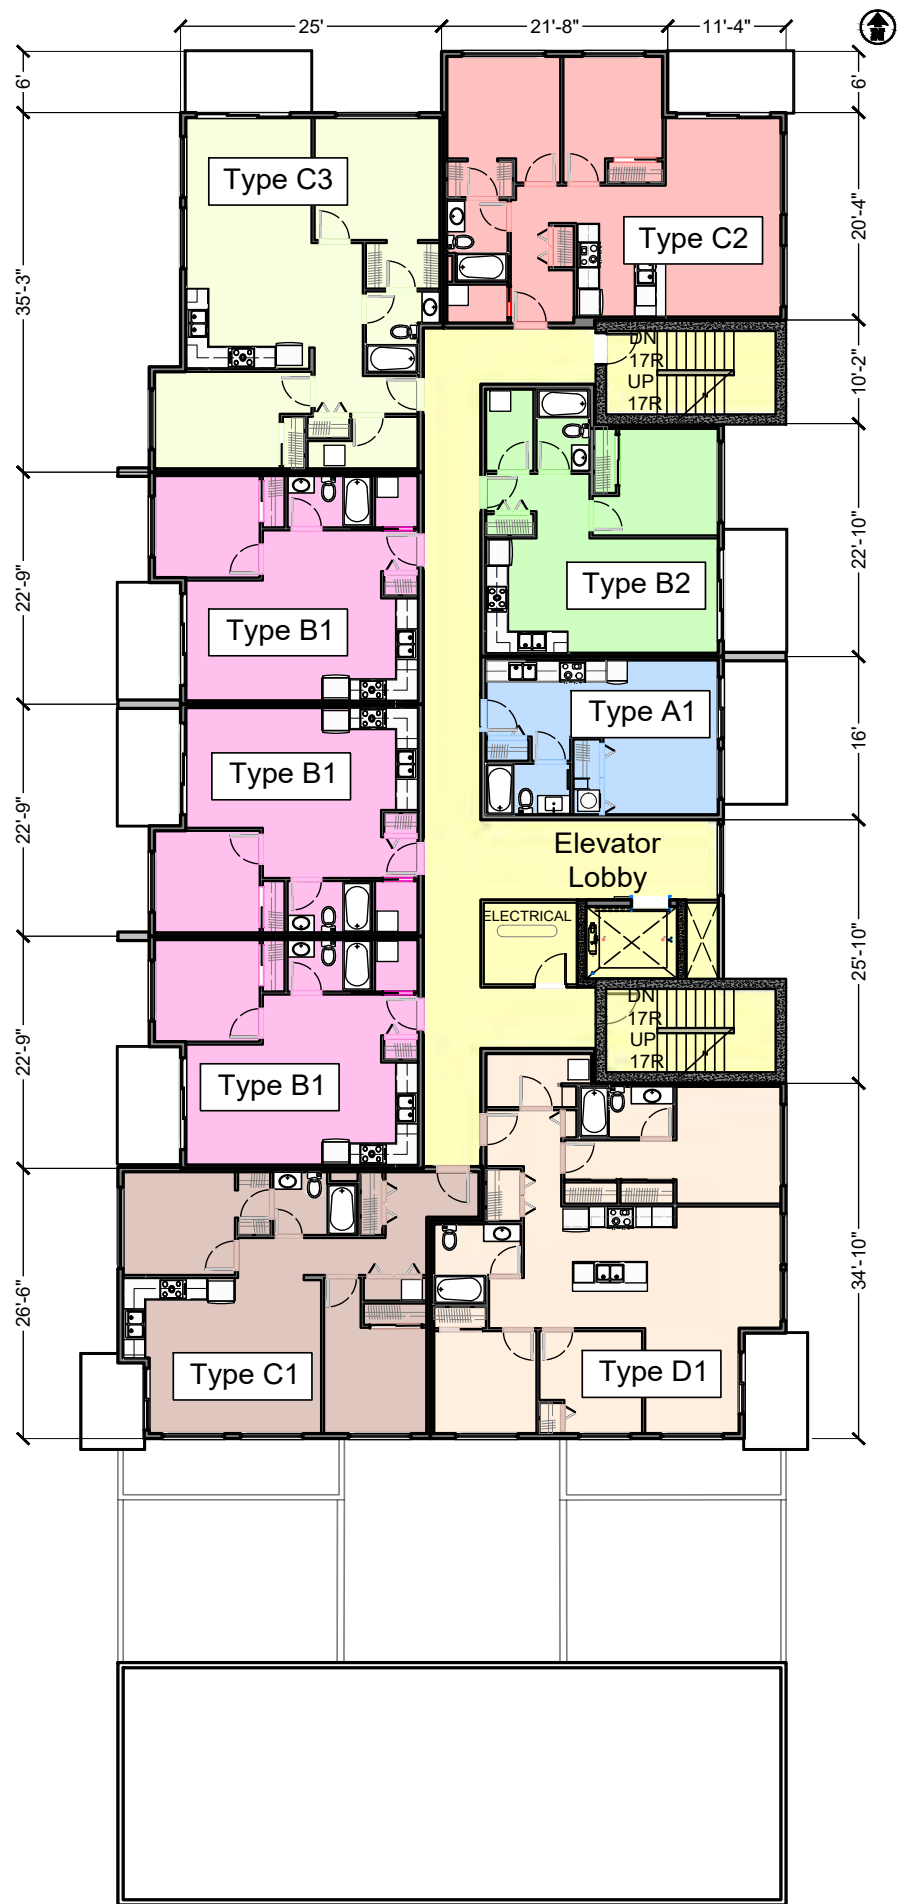 25'
21'-8"
11'-4"
6'
6'
Type C3
Type C2
35'-3"
20'-4"
DN
17R
UP
17R
10'-2"
Type B2
22'-10"
Type B1
22'-9"
Type A1
16'
Type B1
22'-9"
Elevator
Lobby
ELECTRICAL
25'-10"
DN
17R
UP
17R
Type B1
22'-9"
Type C1
26'-6"
Type D1
34'-10"